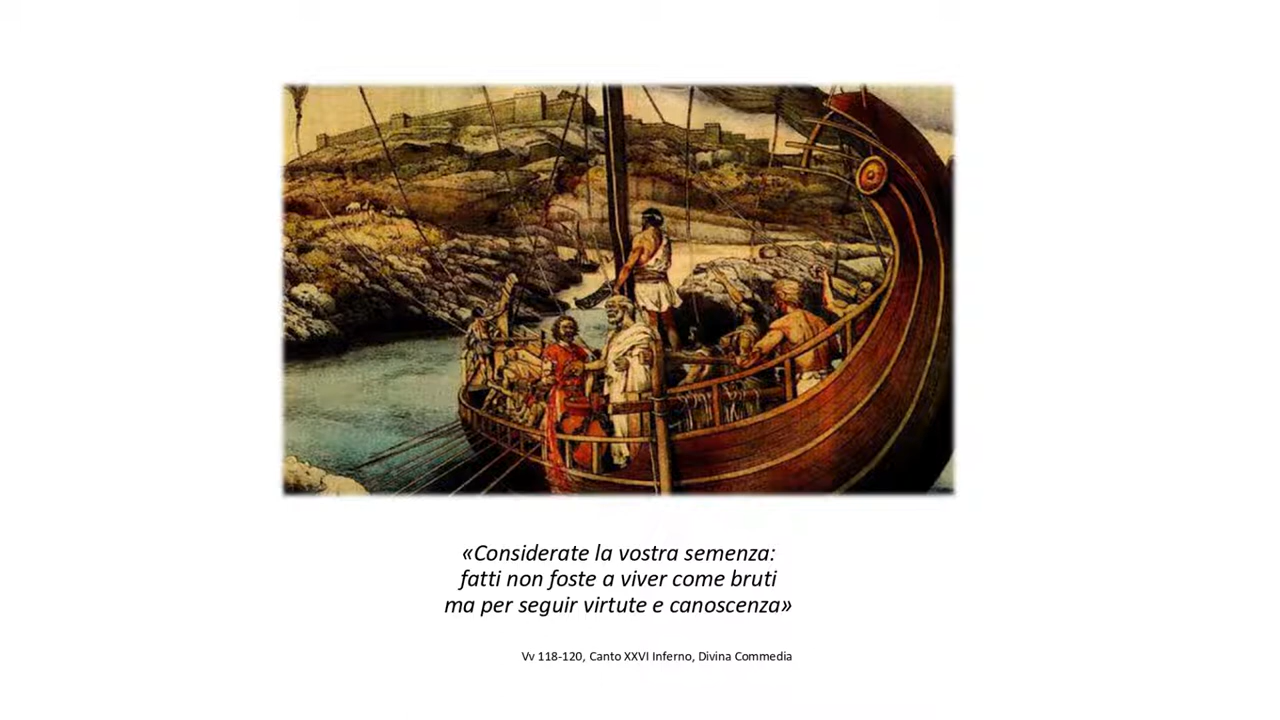 «Considerate la vostra semenza:
fatti non foste a viver come bruti
ma per seguir virtute e canoscenza»
Vv 118-120, Canto XXVI Inferno, Divina Commedia